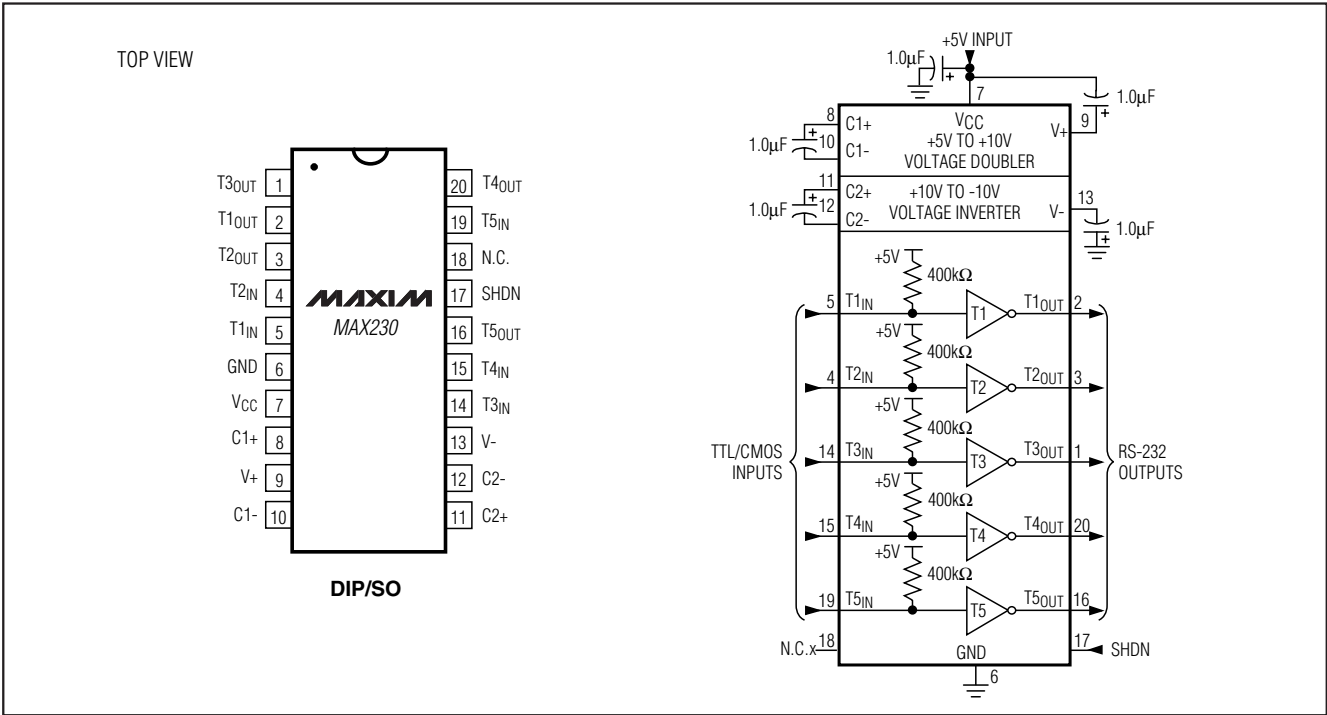 TOP VIEW
T3OUT 1
T1OUT 2
T2OUT 3
T2IN 4
T1IN 5
GND 6
VCC 7
C1+ 8
V+ 9
C1- 10
MAXIM
MAX230
20 T4OUT
19 T5IN
18 N.C.
17 SHDN
16 T5OUT
15 T4IN
14 T3IN
13 V-
12 C2-
11 C2+
DIP/SO
+5V INPUT
1.0µF
+
7
1.0µF
+
9
V+
VCC
+5V TO +10V
VOLTAGE DOUBLER
8
C1+
1.0µF
+
10
C1-
11
C2+
1.0µF
+
12
C2-
+10V TO -10V
VOLTAGE INVERTER
13
V-
1.0µF
+
+5V
400kΩ
5 T1IN T1 T1OUT 2
+5V
400kΩ
4 T2IN T2 T2OUT 3
+5V
400kΩ
14 T3IN T3 T3OUT 1
+5V
400kΩ
15 T4IN T4 T4OUT 20
+5V
400kΩ
19 T5IN T5 T5OUT 16
TTL/CMOS
INPUTS
RS-232
OUTPUTS
N.C.x 18
GND
17 SHDN
6